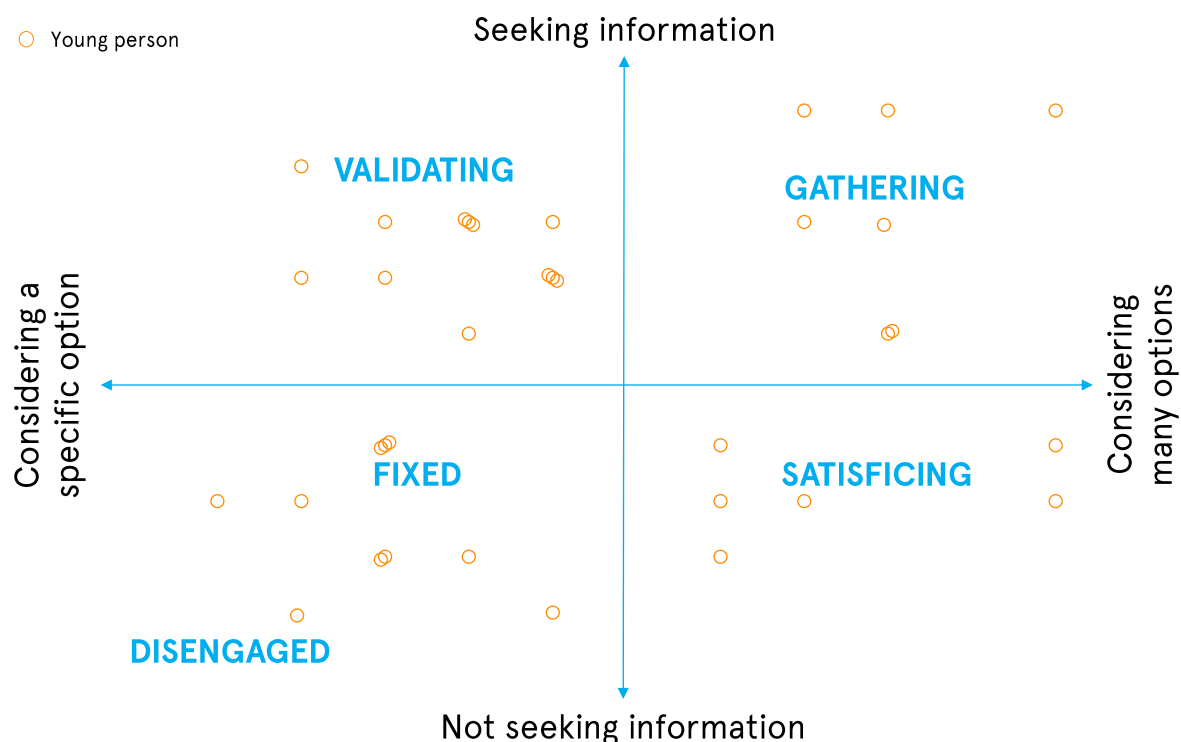 Seeking information
Young person
VALIDATING
GATHERING
Considering a
specific option
Considering
many options
FIXED
SATISFICING
DISENGAGED
Not seeking information